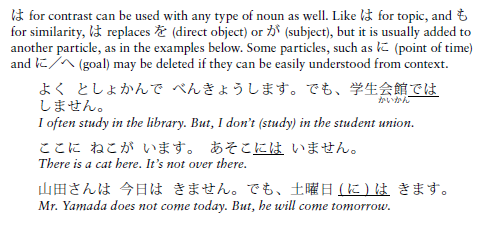 は for contrast can be used with any type of noun as well. Like は for topic, and も
for similarity, は replaces を (direct object) or が (subject), but it is usually added to
another particle, as in the examples below. Some particles, such as に (point of time)
and に／へ (goal) may be deleted if they can be easily understood from context.
よく としょかんで べんきょうします。でも、学生会館では
かいかん
しません。
I often study in the library. But, I don't (study) in the student union.
ここに ねこが います。 あそこには いません。
There is a cat here. It's not over there.
山田さんは 今日は きません。でも、土曜日 (に) は きます。
Mr. Yamada does not come today. But, he will come tomorrow.